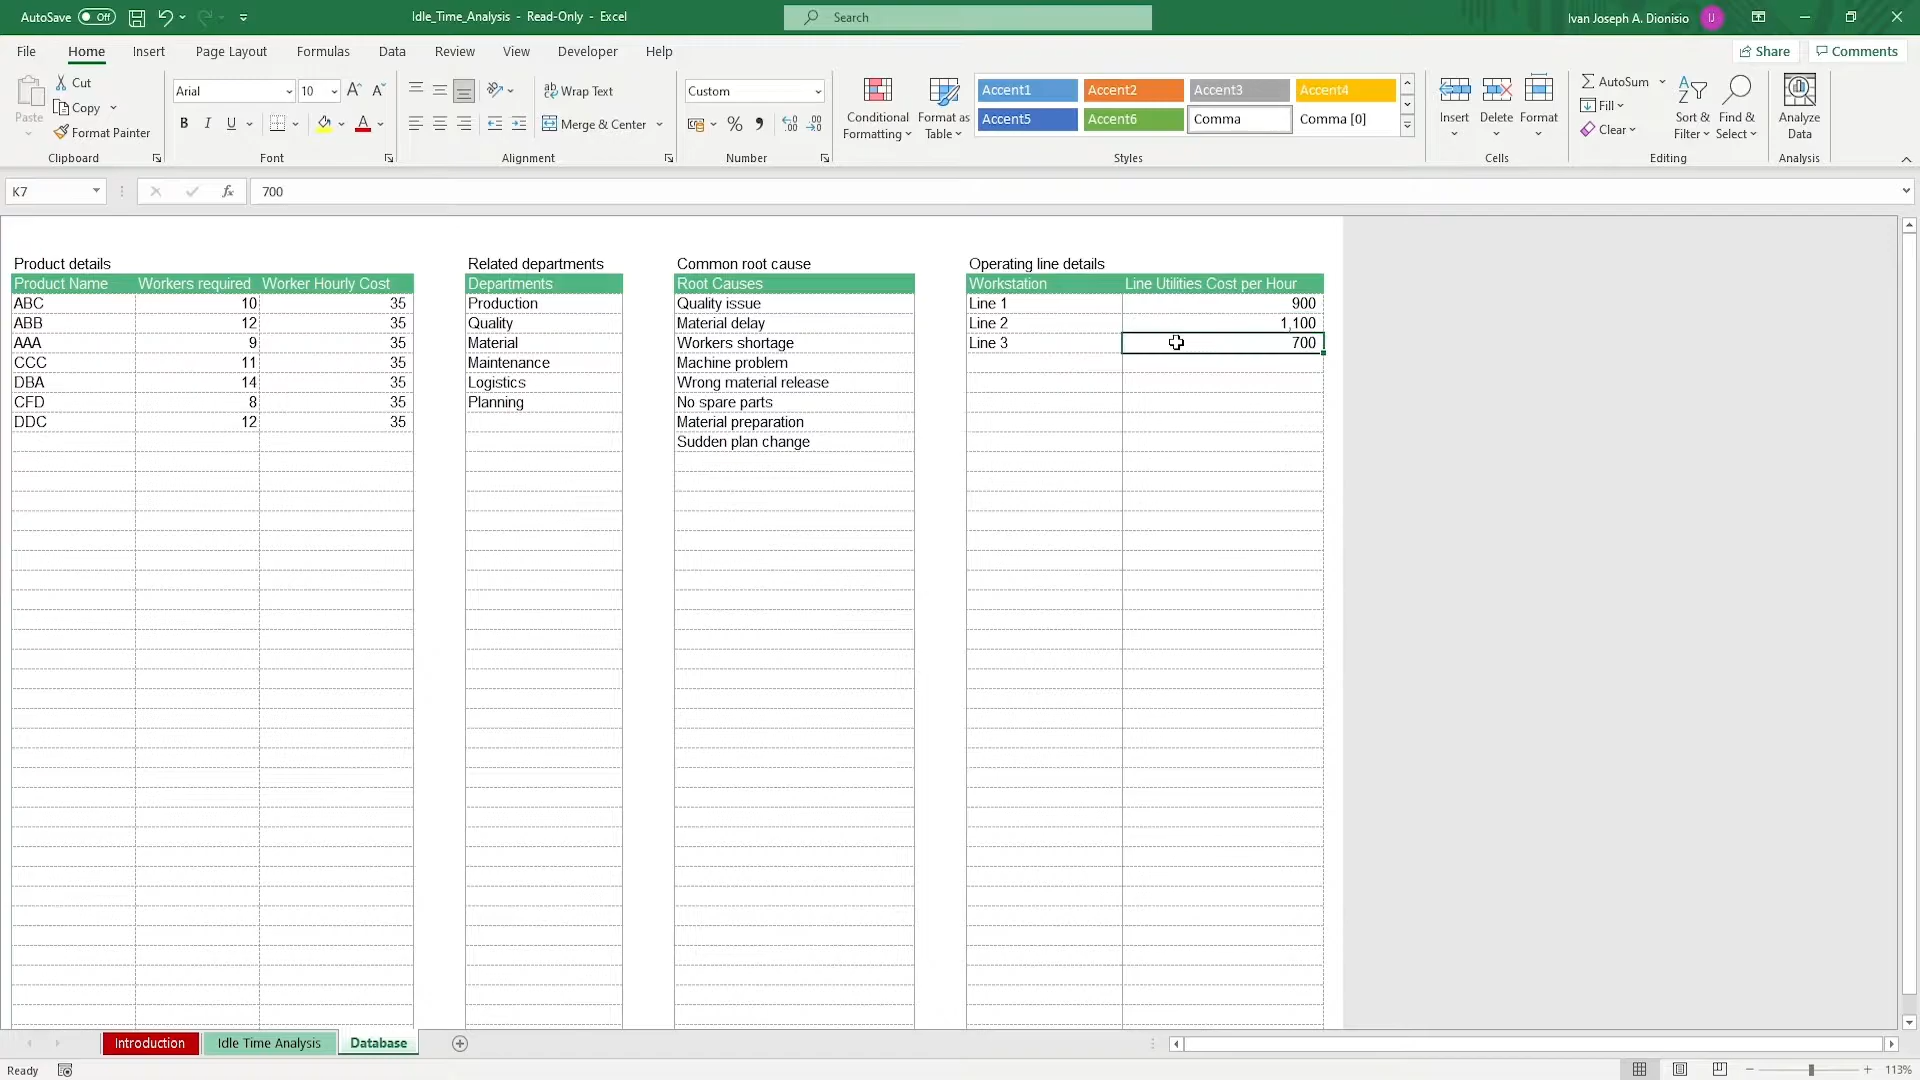 AutoSave Off Idle_Time_Analysis - Read-Only - Excel Search Ivan Joseph A. Dionisio IJ
File Home Insert Page Layout Formulas Data Review View Developer Help Share Comments
Paste
Cut
Copy
Format Painter
Clipboard
Arial 10
B I U
Font
Wrap Text
Merge & Center
Alignment
Custom
Number
Conditional Formatting
Format as Table
Accent1 Accent2 Accent3 Accent4
Accent5 Accent6 Comma Comma [0]
Styles
Insert Delete Format
Cells
AutoSum
Fill
Clear
Sort & Filter
Find & Select
Editing
Analyze Data
Analysis
K7 fx 700
Product details
Product Name Workers required Worker Hourly Cost
ABC 10 35
ABB 12 35
AAA 9 35
CCC 11 35
DBA 14 35
CFD 8 35
DDC 12 35
Related departments
Departments
Production
Quality
Material
Maintenance
Logistics
Planning
Common root cause
Root Causes
Quality issue
Material delay
Workers shortage
Machine problem
Wrong material release
No spare parts
Material preparation
Sudden plan change
Operating line details
Workstation Line Utilities Cost per Hour
Line 1 900
Line 2 1,100
Line 3 700
Introduction Idle Time Analysis Database
Ready 113%